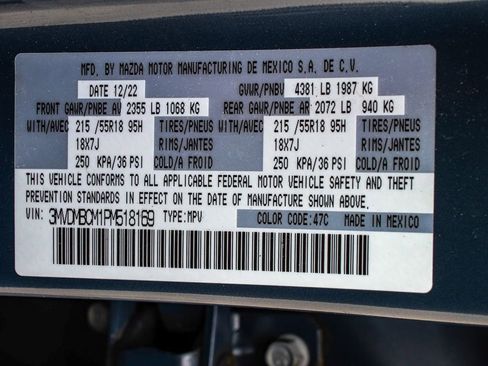 MFD. BY MAZDA MOTOR MANUFACTURING DE MEXICO S.A. DE C.V.
DATE 12/22 GVWR/PNBV 4381 LB 1987 KG
FRONT GAWR/PNBE AV 2355 LB 1068 KG REAR GAWR/PNBE AR 2072 LB 940 KG
WITH/AVEC 215 /55R18 95H TIRES/PNEUS WITH/AVEC 215 /55R18 95H TIRES/PNEUS
18X7J RIMS/JANTES 18X7J RIMS/JANTES
250 KPA/36 PSI COLD/A FROID 250 KPA/36 PSI COLD/A FROID
THIS VEHICLE CONFORMS TO ALL APPLICABLE FEDERAL MOTOR VEHICLE SAFETY AND THEFT
PREVENTION STANDARDS IN EFFECT ON THE DATE OF MANUFACTURE SHOWN ABOVE.
VIN: 3MVDMBCM1PM518169 TYPE: MPV COLOR CODE: 47C MADE IN MEXICO